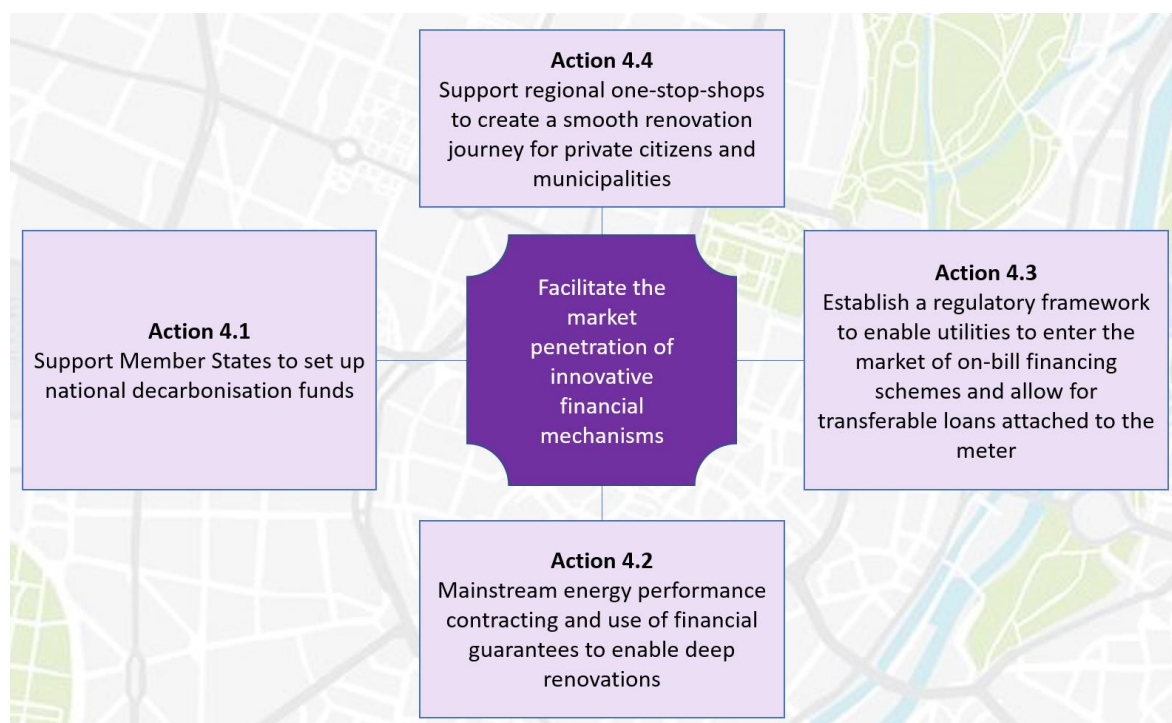 Action 4.4
Support regional one-stop-shops
to create a smooth renovation
journey for private citizens and
municipalities
Action 4.1
Support Member States to set up
national decarbonisation funds
Facilitate the
market
penetration of
innovative
financial
mechanisms
Action 4.3
Establish a regulatory framework
to enable utilities to enter the
market of on-bill financing
schemes and allow for
transferable loans attached to the
meter
Action 4.2
Mainstream energy performance
contracting and use of financial
guarantees to enable deep
renovations